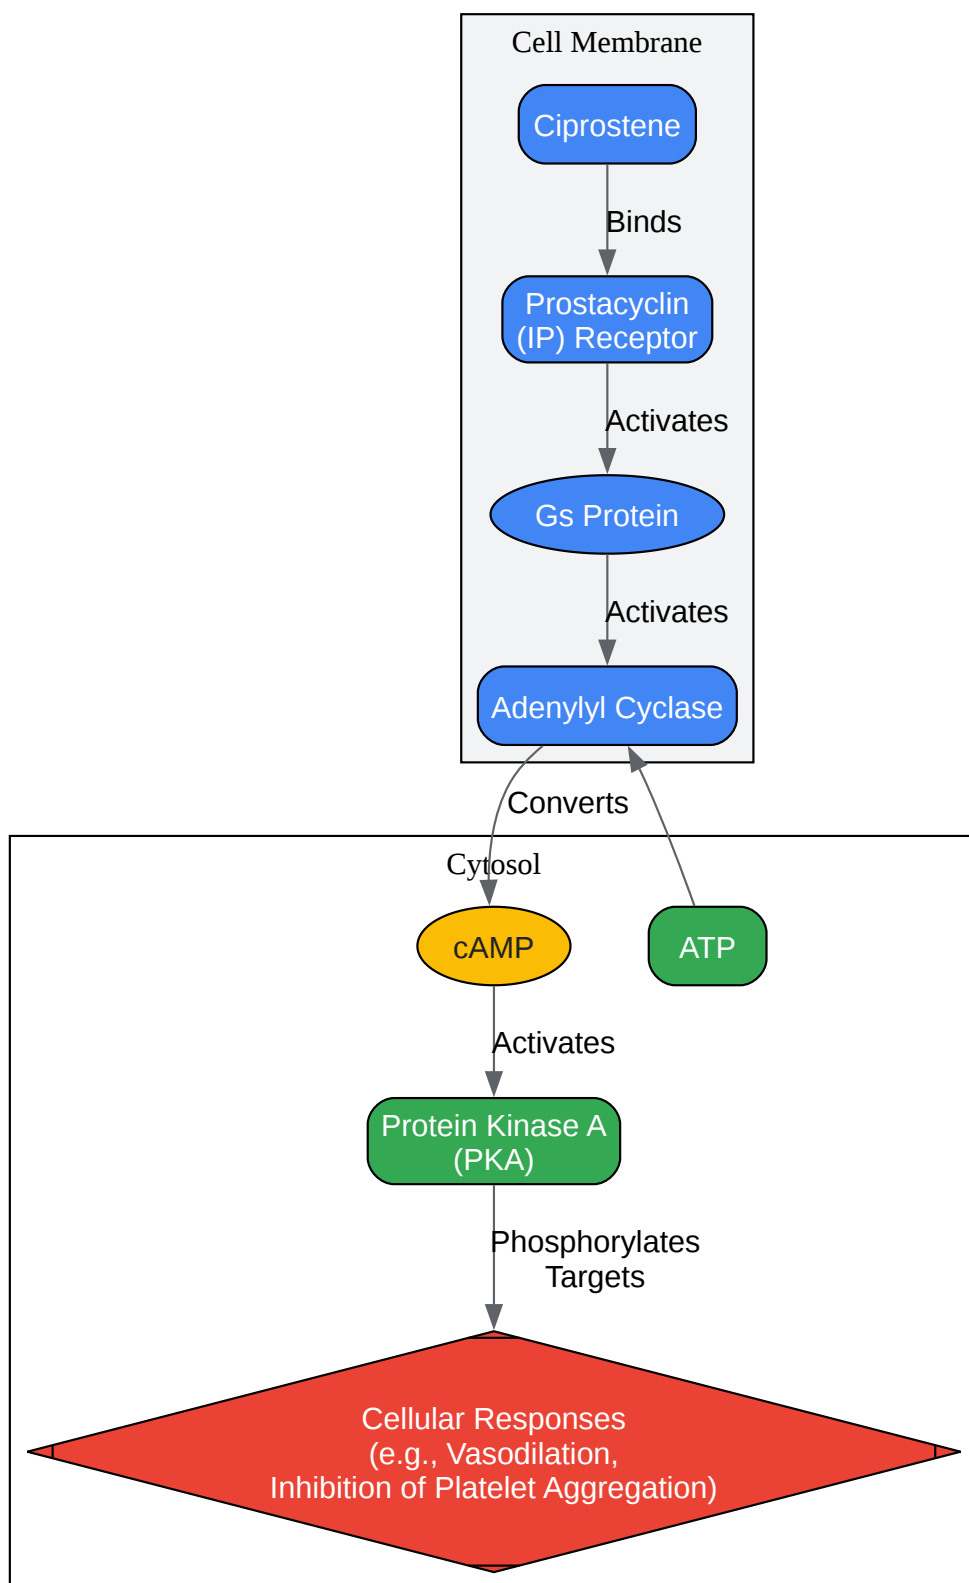 Cell Membrane
Ciprostene
Binds
Prostacyclin
(IP) Receptor
Activates
Gs Protein
Activates
Adenylyl Cyclase
Converts
Cytosol
cAMP
ATP
Activates
Protein Kinase A
(PKA)
Phosphorylates
Targets
Cellular Responses
(e.g., Vasodilation,
Inhibition of Platelet Aggregation)